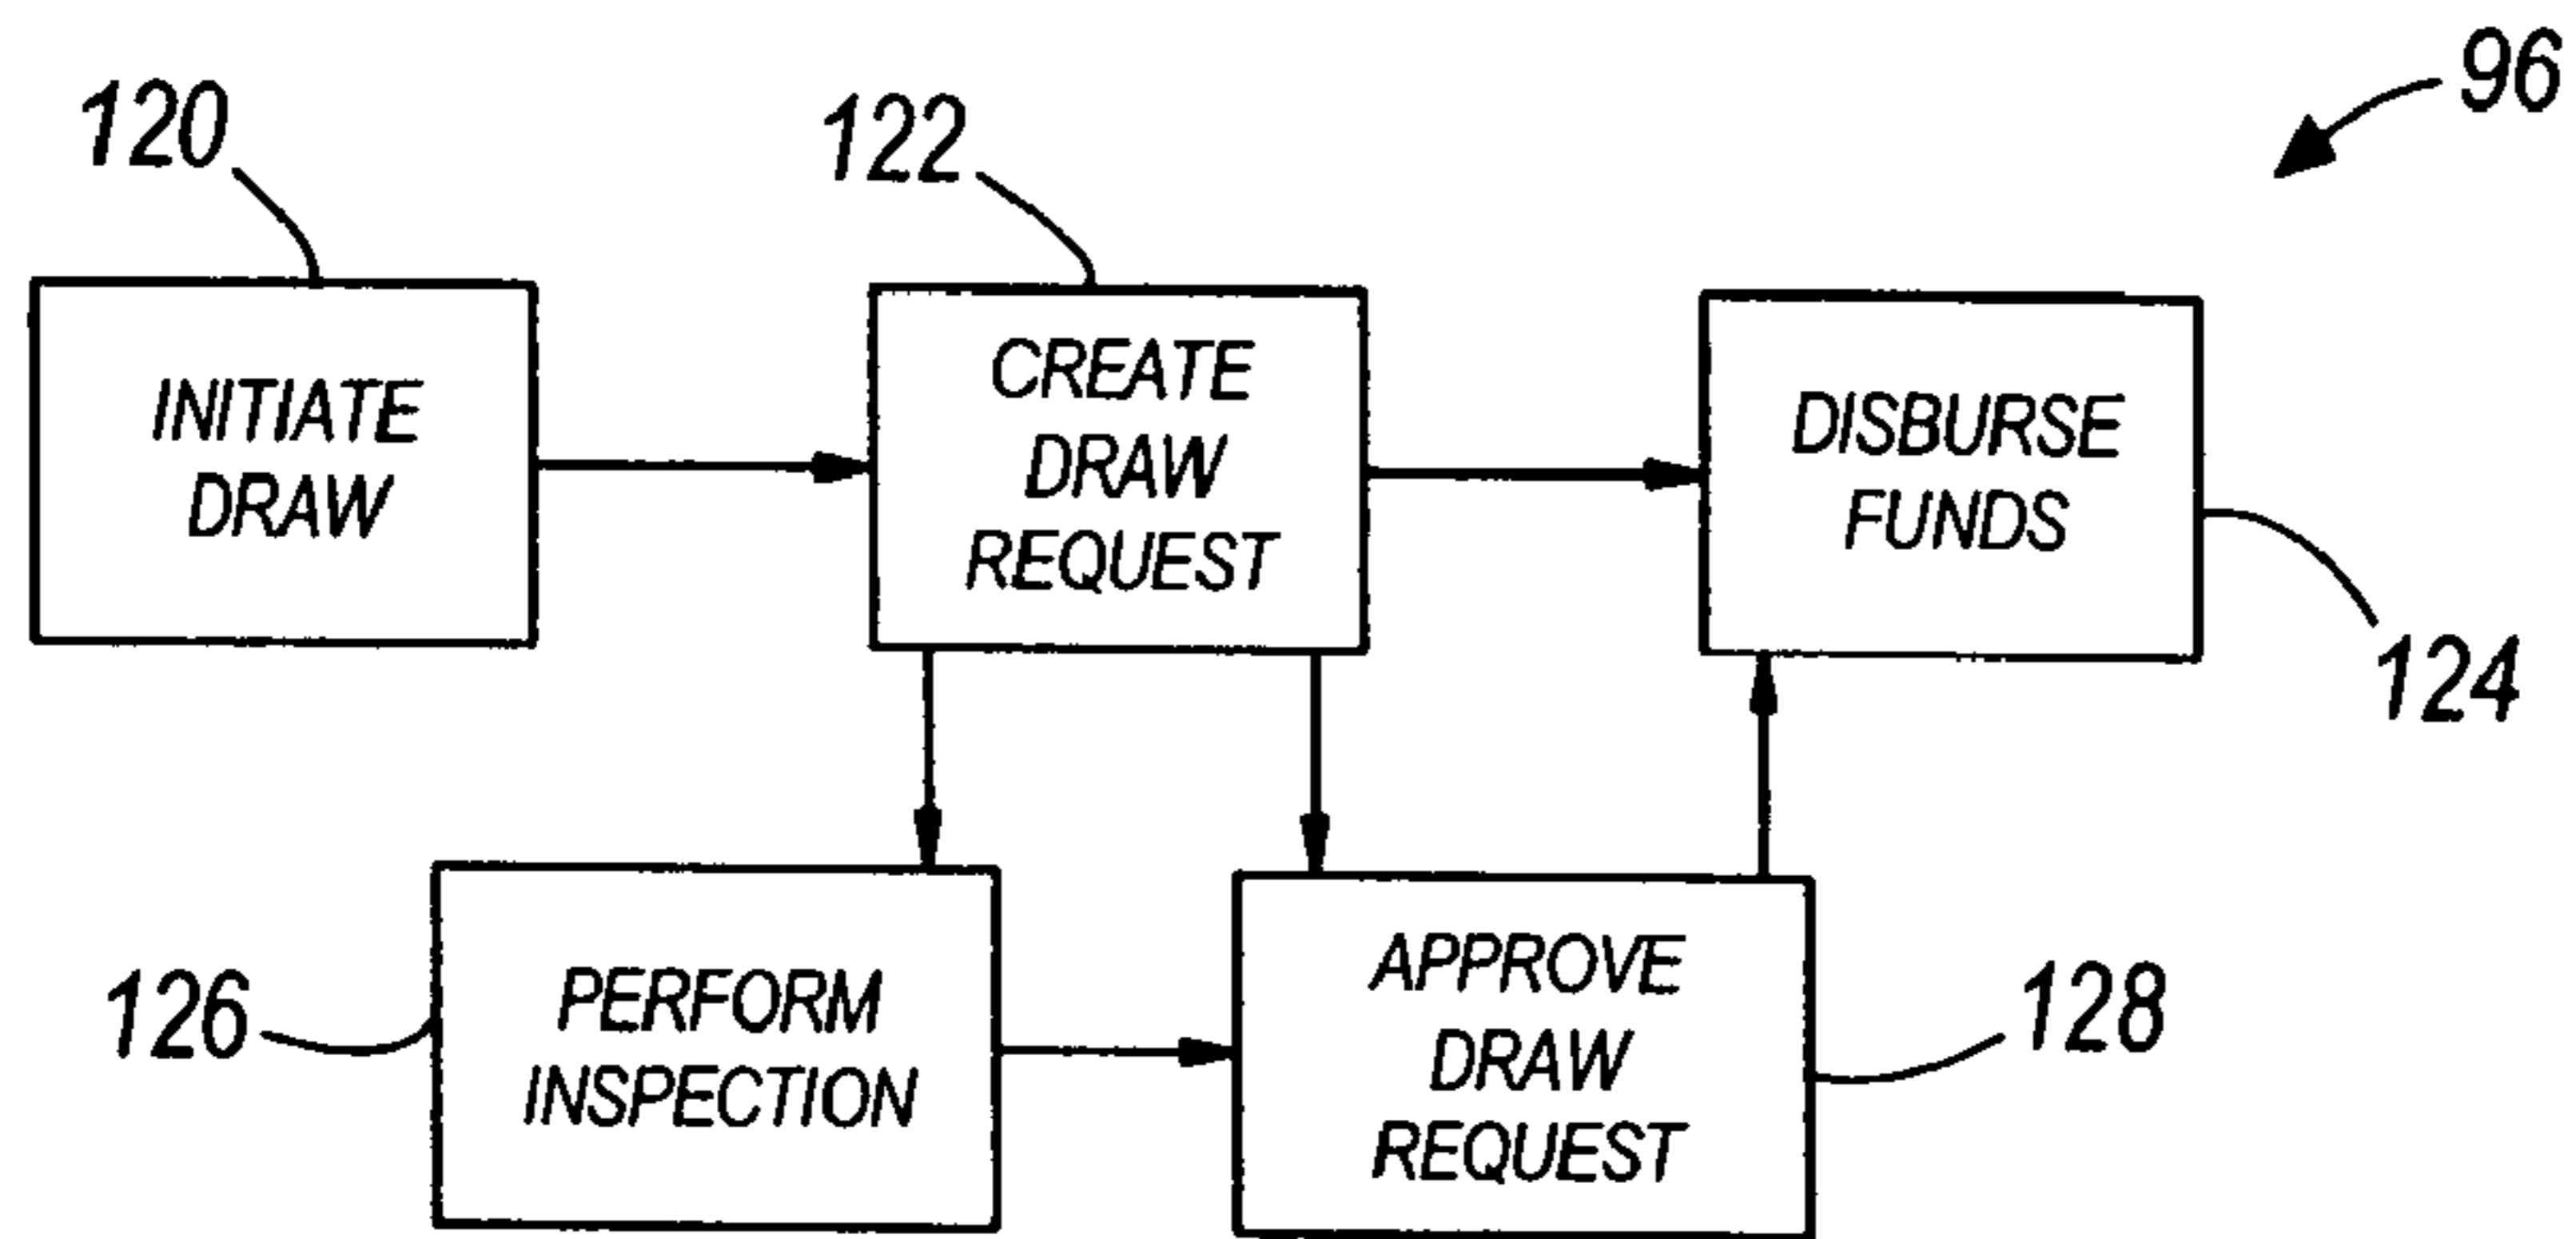 96
120
122
INITIATE
DRAW
CREATE
DRAW
REQUEST
DISBURSE
FUNDS
124
126
PERFORM
INSPECTION
APPROVE
DRAW
REQUEST
128